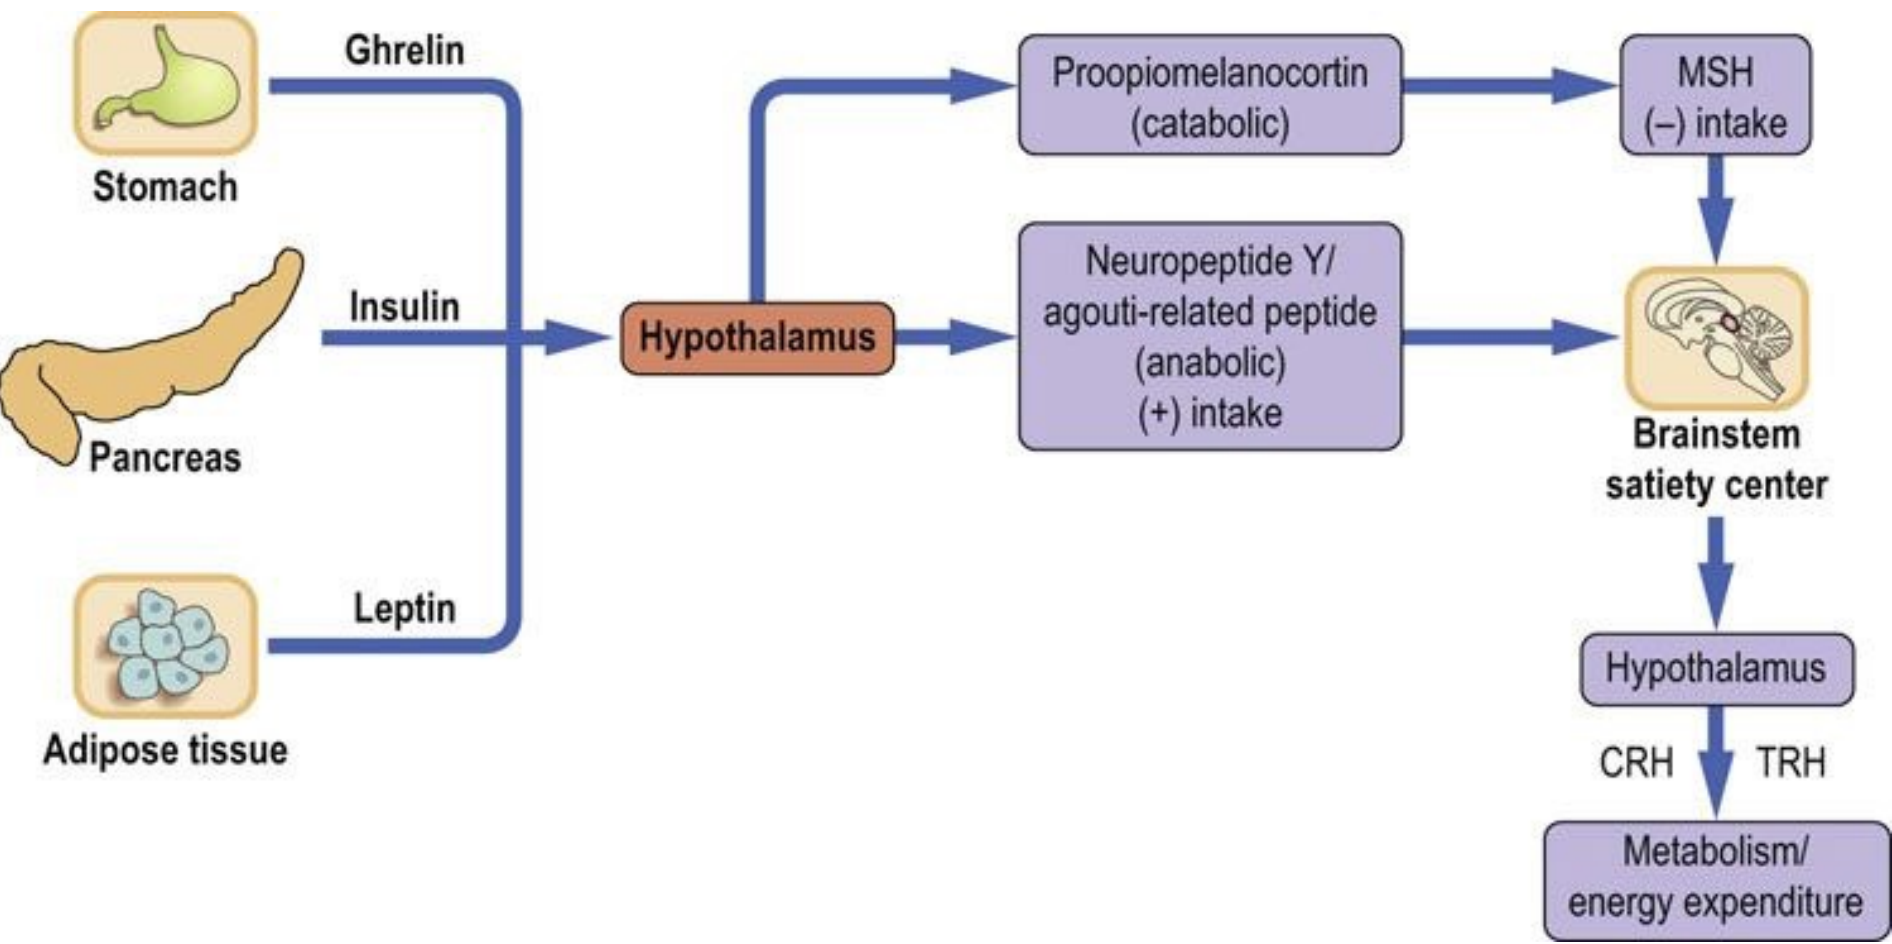 Ghrelin
Stomach
Insulin
Pancreas
Leptin
Adipose tissue
Hypothalamus
Proopiomelanocortin
(catabolic)
MSH
(–) intake
Neuropeptide Y/
agouti-related peptide
(anabolic)
(+) intake
Brainstem
satiety center
Hypothalamus
CRH TRH
Metabolism/
energy expenditure